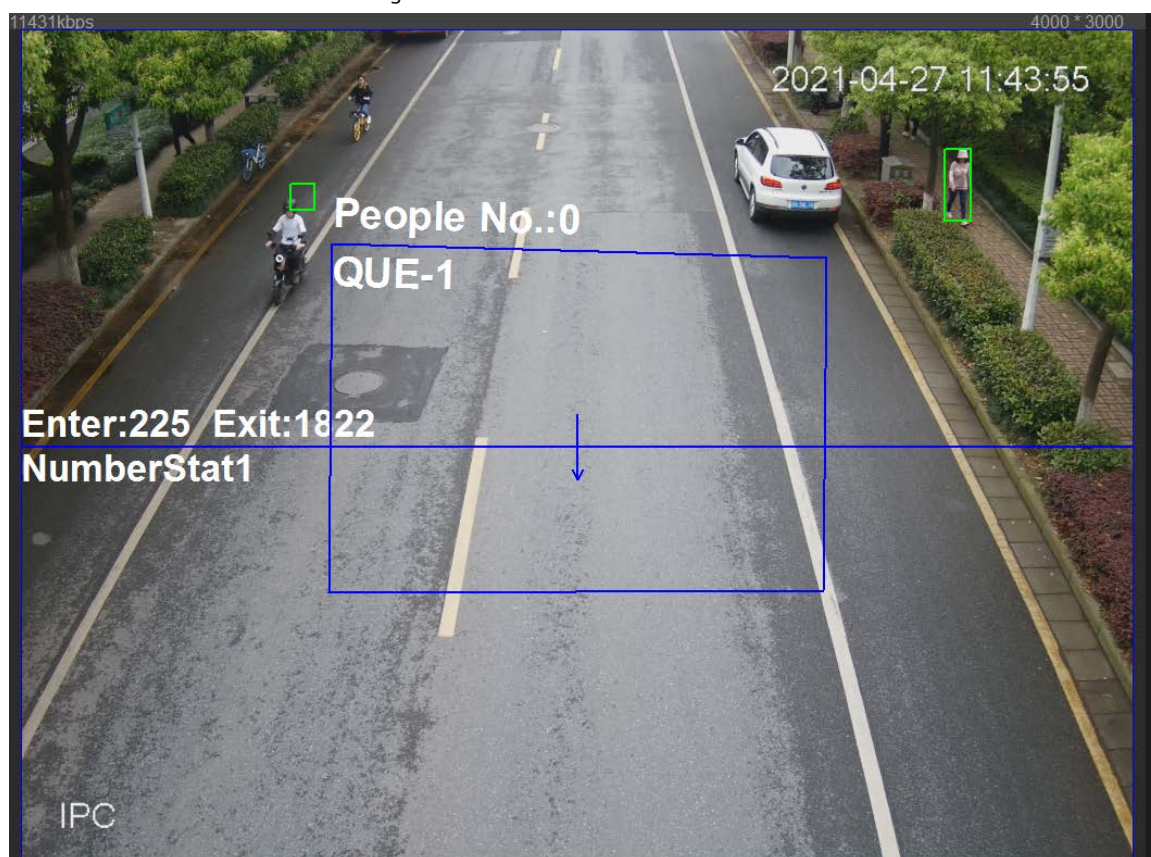 11431kbps 4000 * 3000
2021-04-27 11:43:55
People No.:0
QUE-1
Enter:225 Exit:1822
NumberStat1
IPC